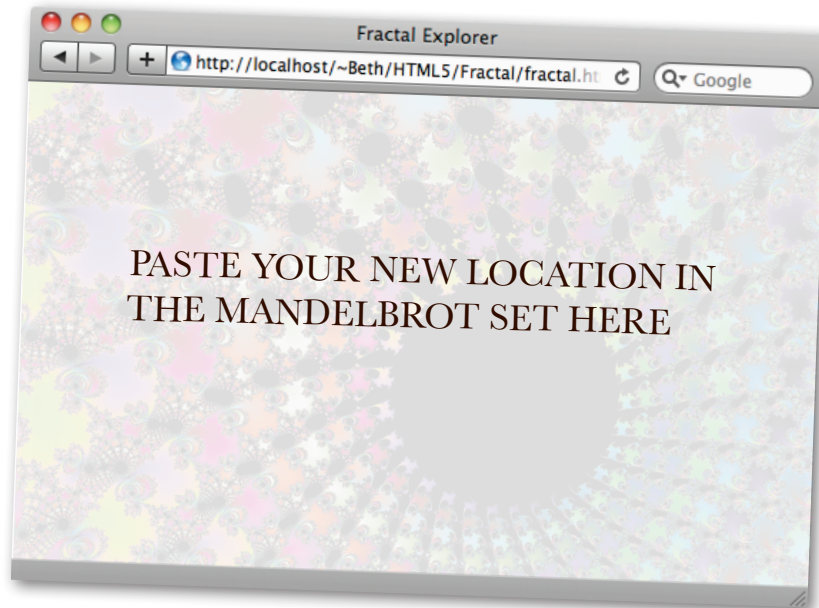 Fractal Explorer
http://localhost/~Beth/HTML5/Fractal/fractal.ht
Google
PASTE YOUR NEW LOCATION IN
THE MANDELBROT SET HERE